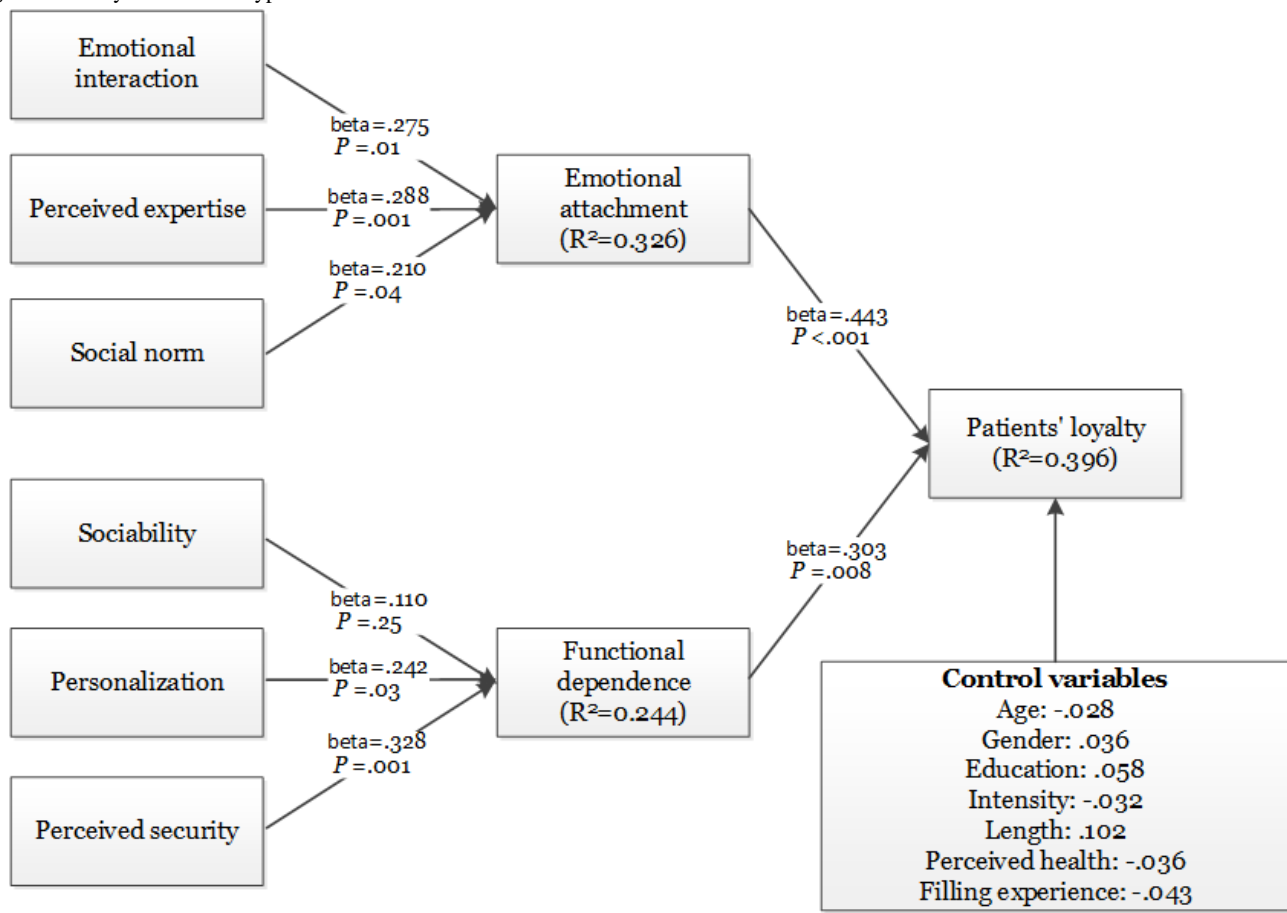 Emotional
interaction
beta=.275
P =.01
Perceived expertise
beta=.288
P =.001
Emotional
attachment
(R²=0.326)
beta=.210
P =.04
Social norm
beta=.443
P <.001
Patients' loyalty
(R²=0.396)
Sociability
beta=.110
P =.25
beta=.303
P =.008
Personalization
beta=.242
P =.03
Functional
dependence
(R²=0.244)
beta=.328
P =.001
Perceived security
Control variables
Age: -.028
Gender: .036
Education: .058
Intensity: -.032
Length: .102
Perceived health: -.036
Filling experience: -.043